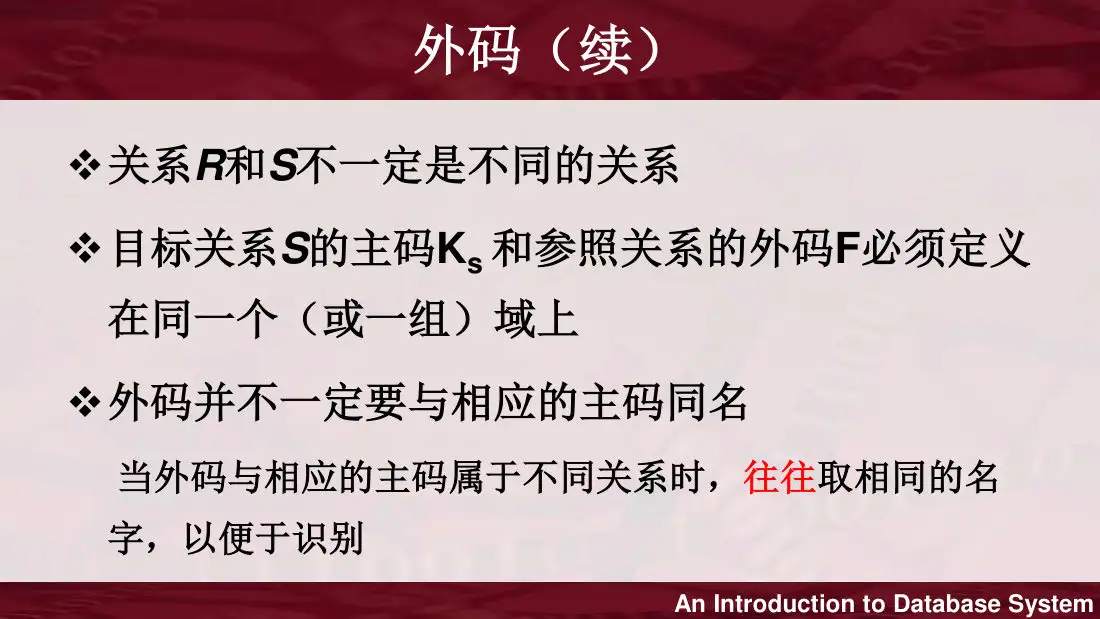 外码（续）
❖关系R和S不一定是不同的关系
❖目标关系S的主码Ks 和参照关系的外码F必须定义
在同一个（或一组）域上
❖外码并不一定要与相应的主码同名
当外码与相应的主码属于不同关系时，往往取相同的名
字，以便于识别
An Introduction to Database System